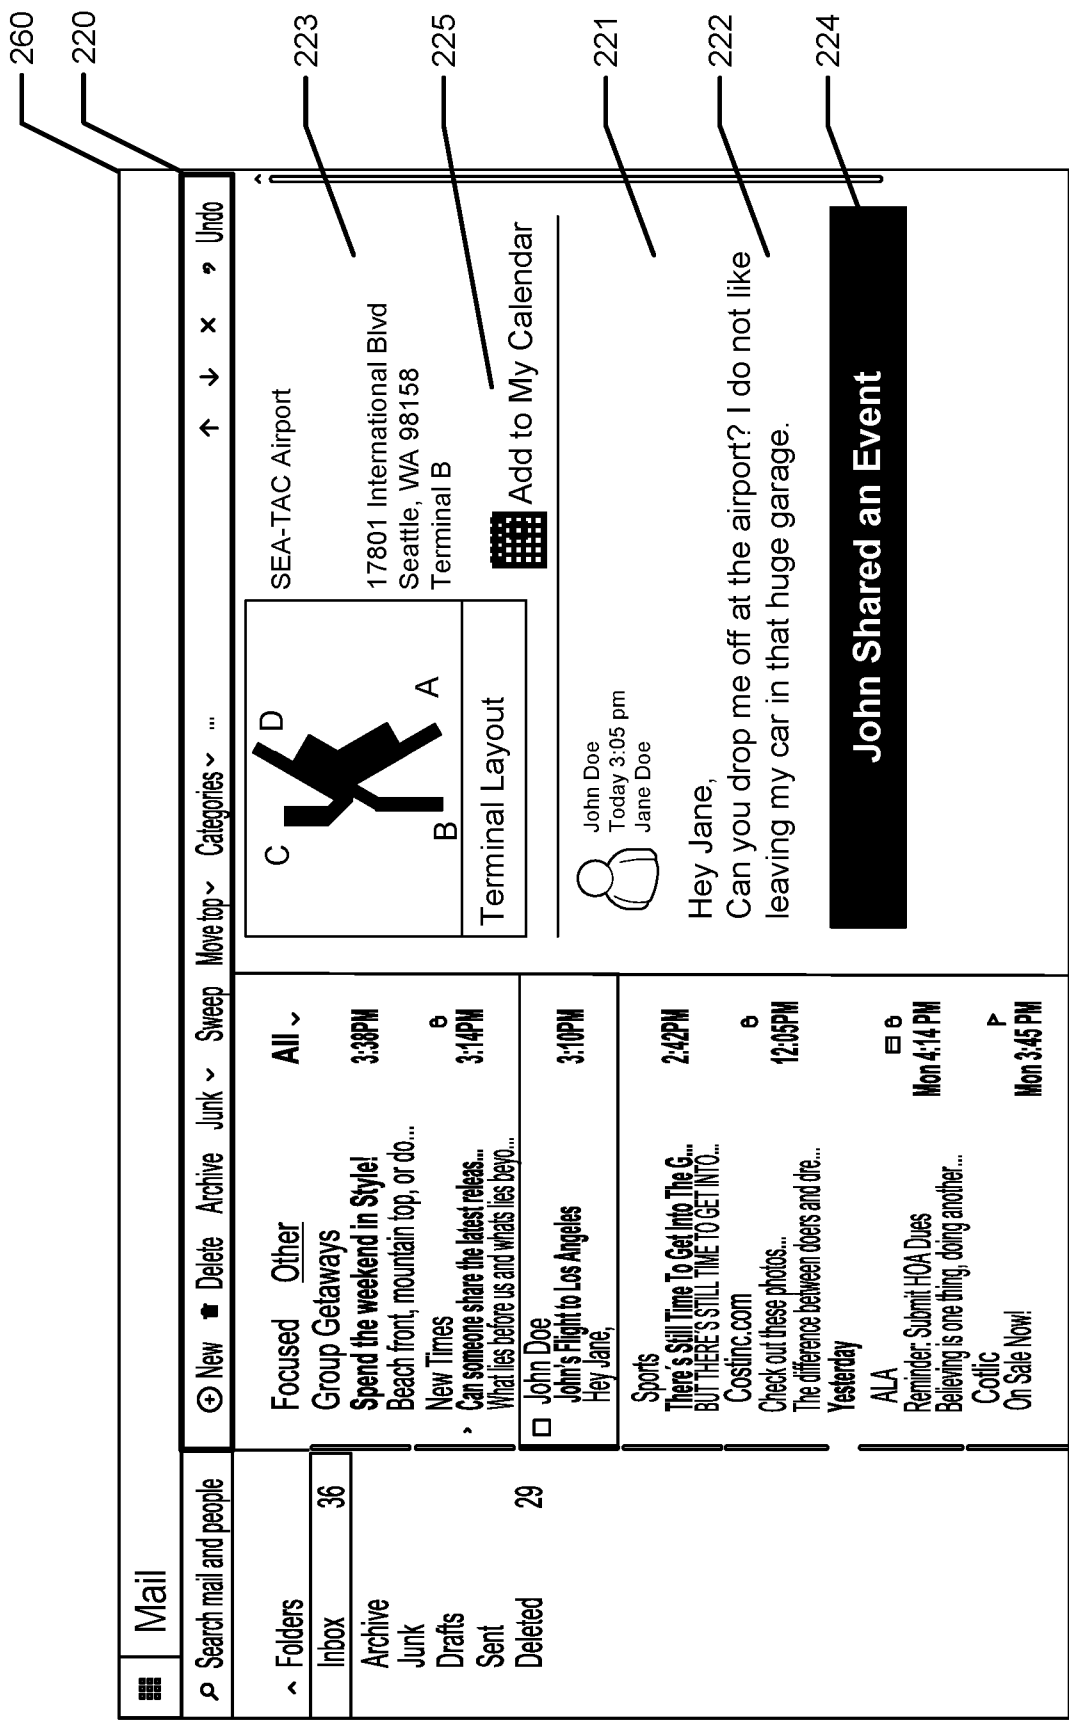 260
220
223
225
221
222
224
Mail
Search mail and people
New Delete Archive Junk Sweep Move top Categories ... Undo
Folders
Inbox 36
Archive
Junk
Drafts
Sent
Deleted 29
Focused Other All
Group Getaways
Spend the weekend in Style! 3:38PM
Beach front, mountain top, or do...
New Times
Can someone share the latest releas... 3:14PM
What lies before us and whats lies beyo...
John Doe
John's Flight to Los Angeles 3:10PM
Hey Jane,
Sports
There's Still Time To Get Into The G... 2:42PM
BUT THERE'S STILL TIME TO GET INTO...
Costinc.com
Check out these photos... 12:05PM
The difference between doers and dre...
Yesterday
ALA
Reminder: Submit HOA Dues Mon 4:14 PM
Believing is one thing, doing another...
Cottic
On Sale Now! Mon 3:45 PM
C D
B A
Terminal Layout
SEA-TAC Airport
17801 International Blvd
Seattle, WA 98158
Terminal B
Add to My Calendar
John Doe
Today 3:05 pm
Jane Doe
Hey Jane,
Can you drop me off at the airport? I do not like
leaving my car in that huge garage.
John Shared an Event